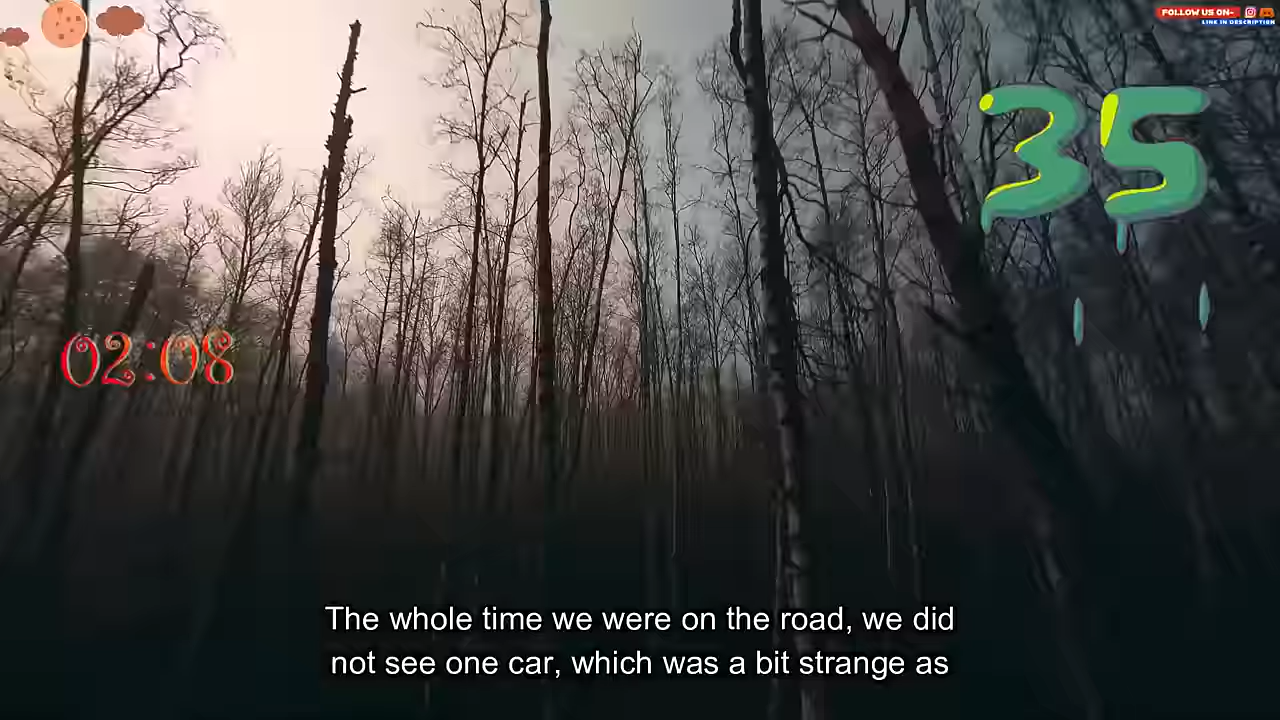 FOLLOW US ON-
LINK IN DESCRIPTION
35
02:08
The whole time we were on the road, we did
not see one car, which was a bit strange as